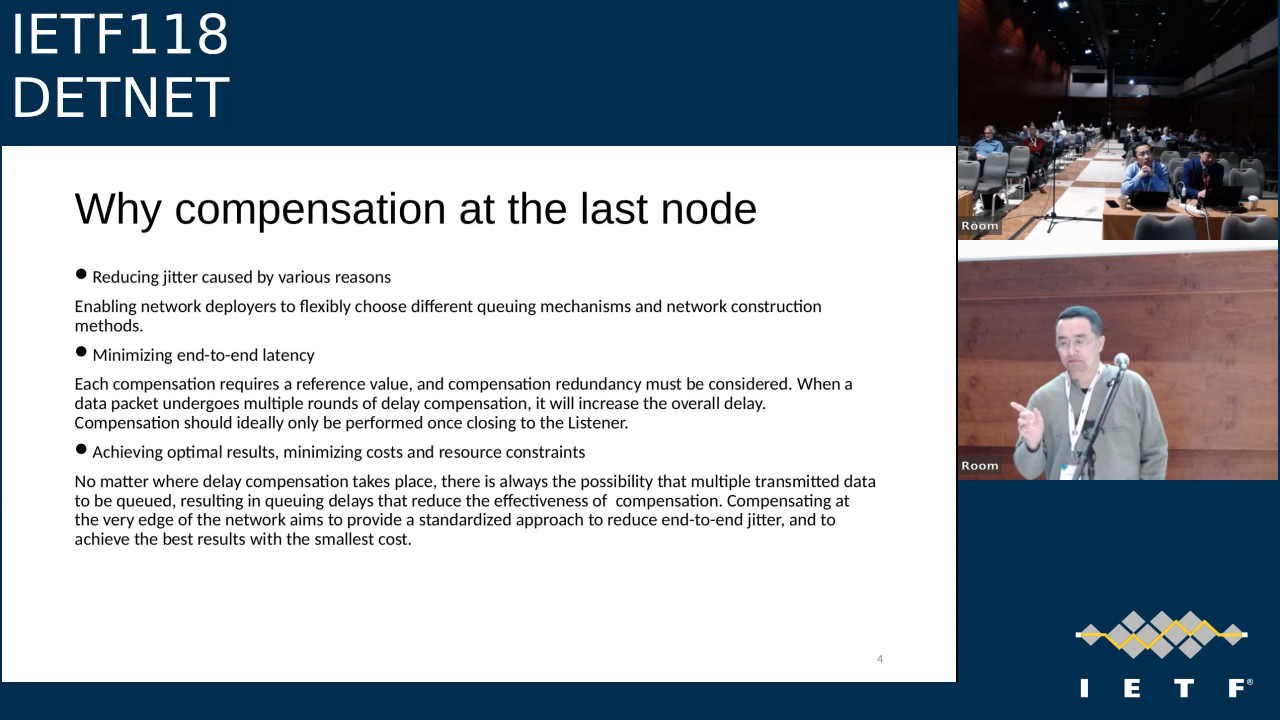 IETF118
DETNET
Why compensation at the last node
● Reducing jitter caused by various reasons
Enabling network deployers to flexibly choose different queuing mechanisms and network construction
methods.
● Minimizing end-to-end latency
Each compensation requires a reference value, and compensation redundancy must be considered. When a
data packet undergoes multiple rounds of delay compensation, it will increase the overall delay.
Compensation should ideally only be performed once closing to the Listener.
● Achieving optimal results, minimizing costs and resource constraints
No matter where delay compensation takes place, there is always the possibility that multiple transmitted data
to be queued, resulting in queuing delays that reduce the effectiveness of  compensation. Compensating at
the very edge of the network aims to provide a standardized approach to reduce end-to-end jitter, and to
achieve the best results with the smallest cost.
4
Room
Room
I E T F®